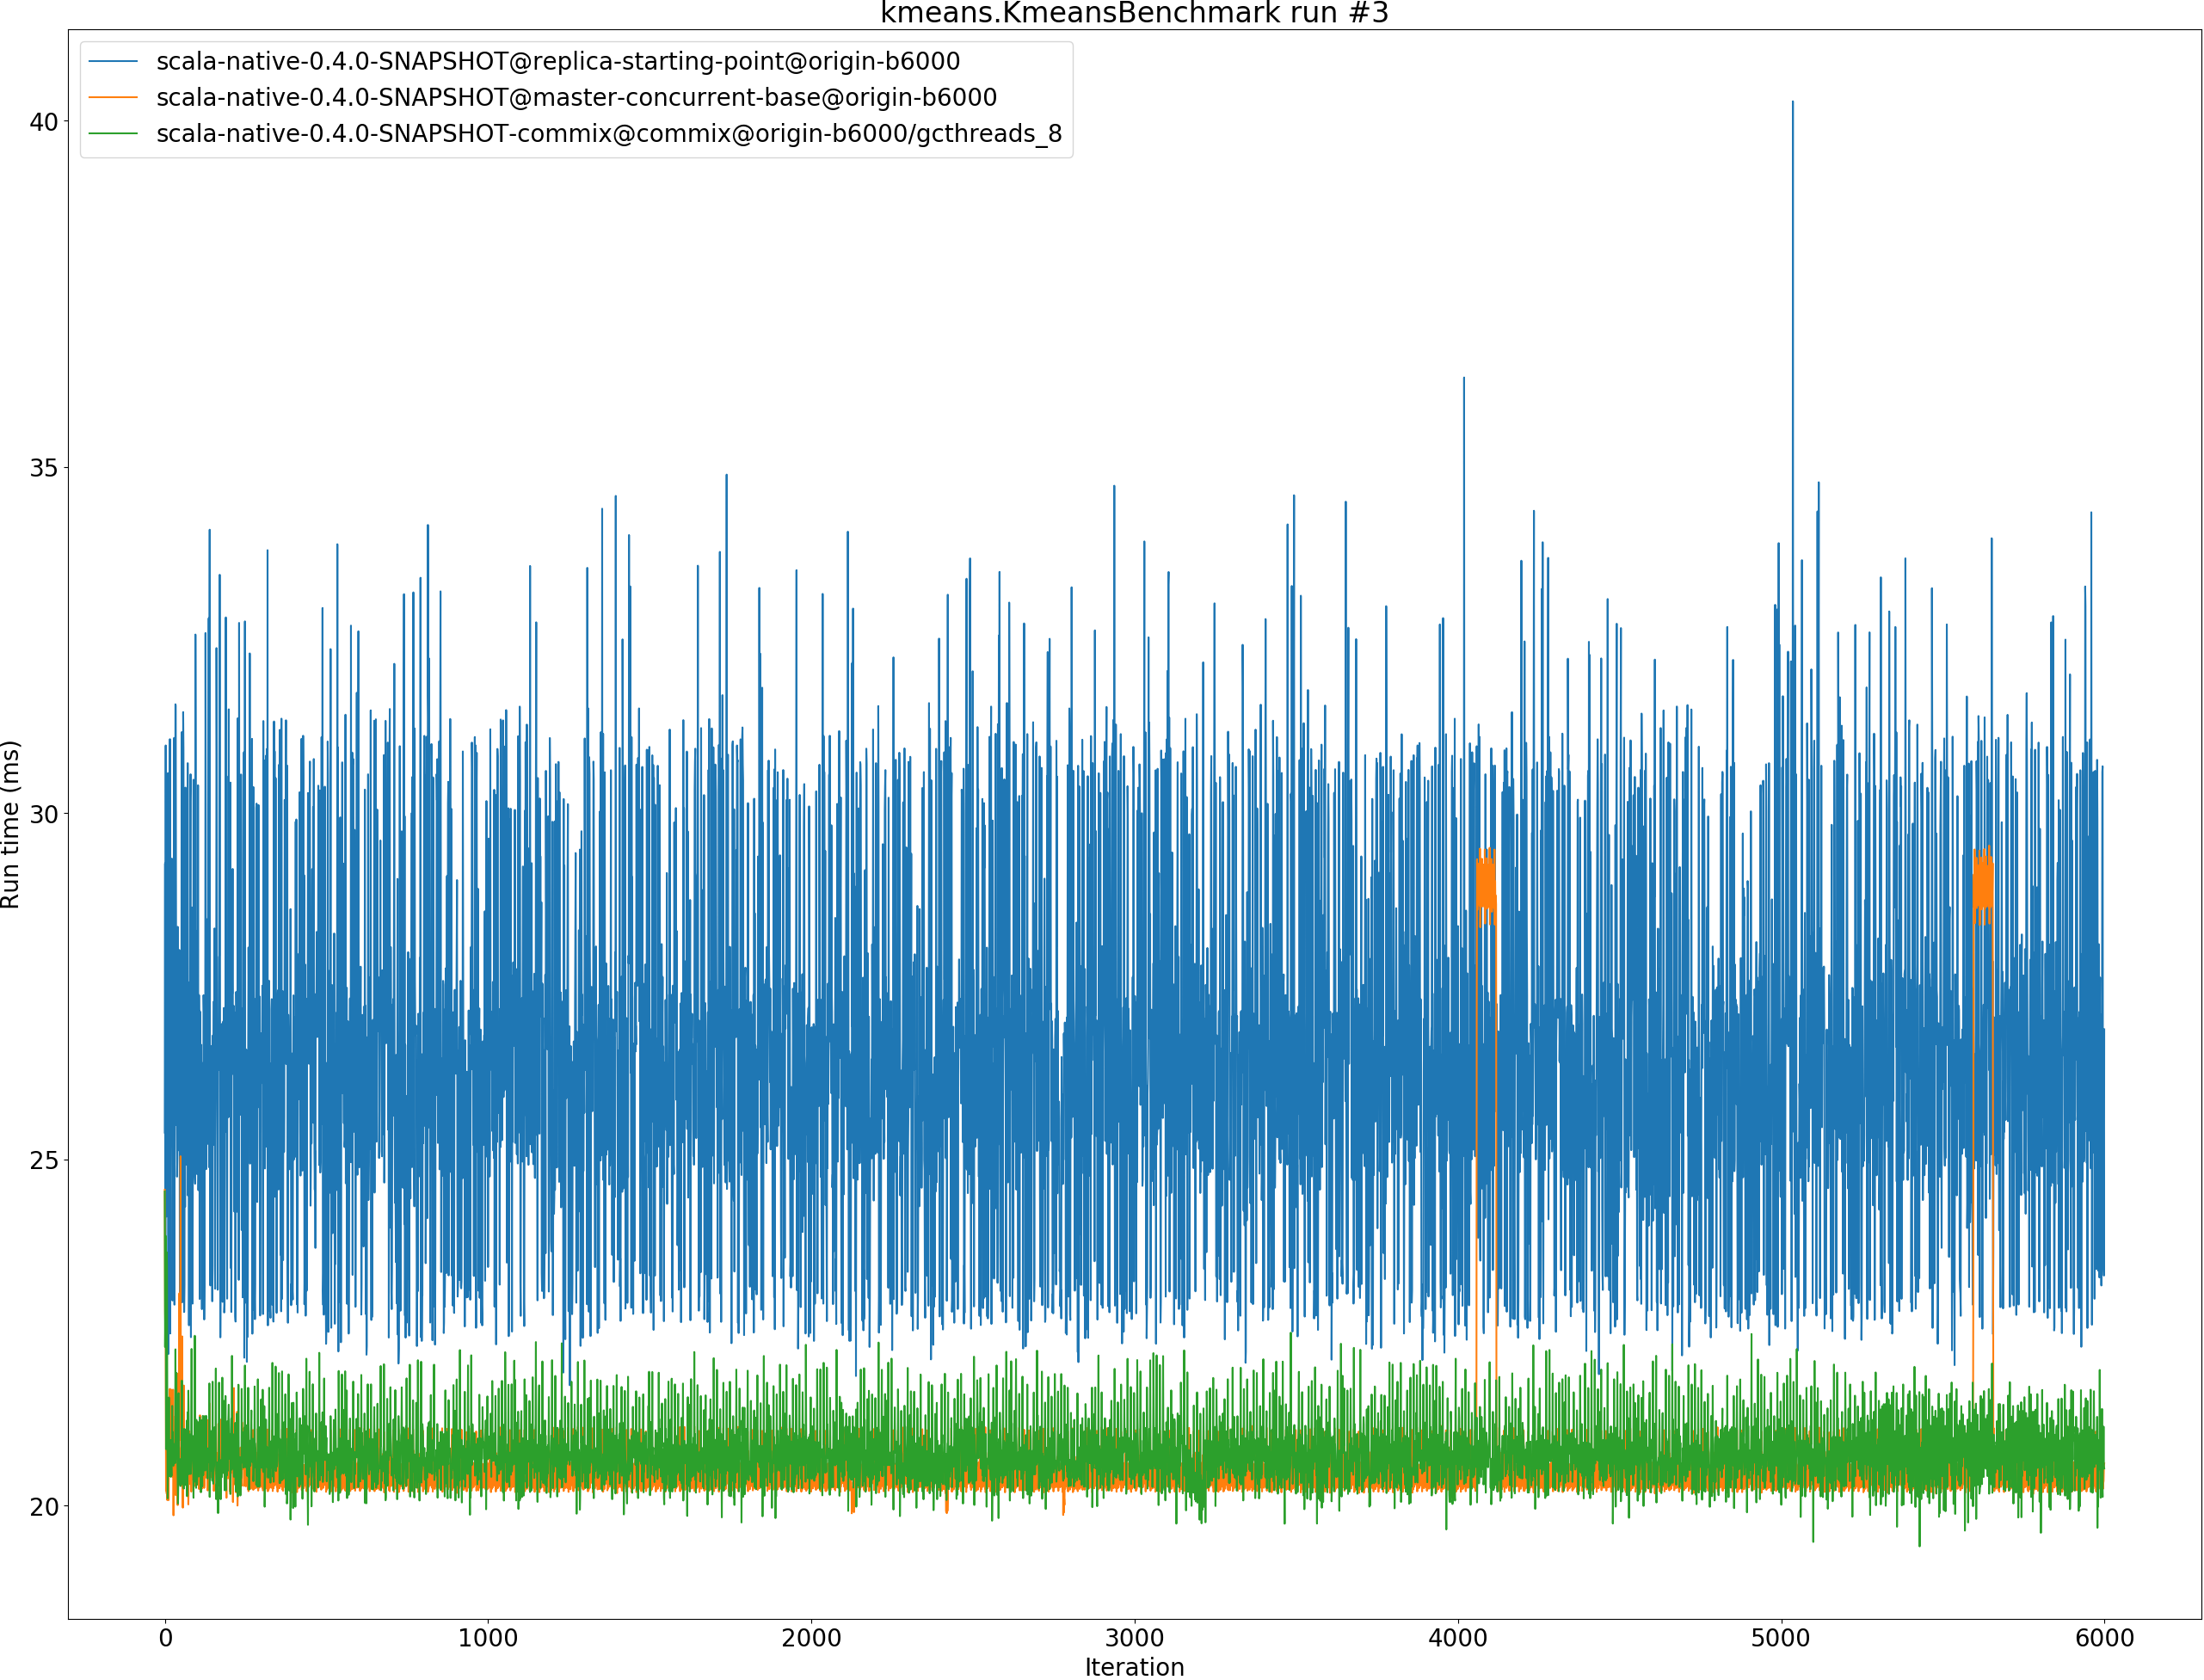 kmeans.KmeansBenchmark run #3
scala-native-0.4.0-SNAPSHOT@replica-starting-point@origin-b6000
scala-native-0.4.0-SNAPSHOT@master-concurrent-base@origin-b6000
scala-native-0.4.0-SNAPSHOT-commix@commix@origin-b6000/gcthreads_8
40
35
30
25
20
Run time (ms)
0 1000 2000 3000 4000 5000 6000
Iteration